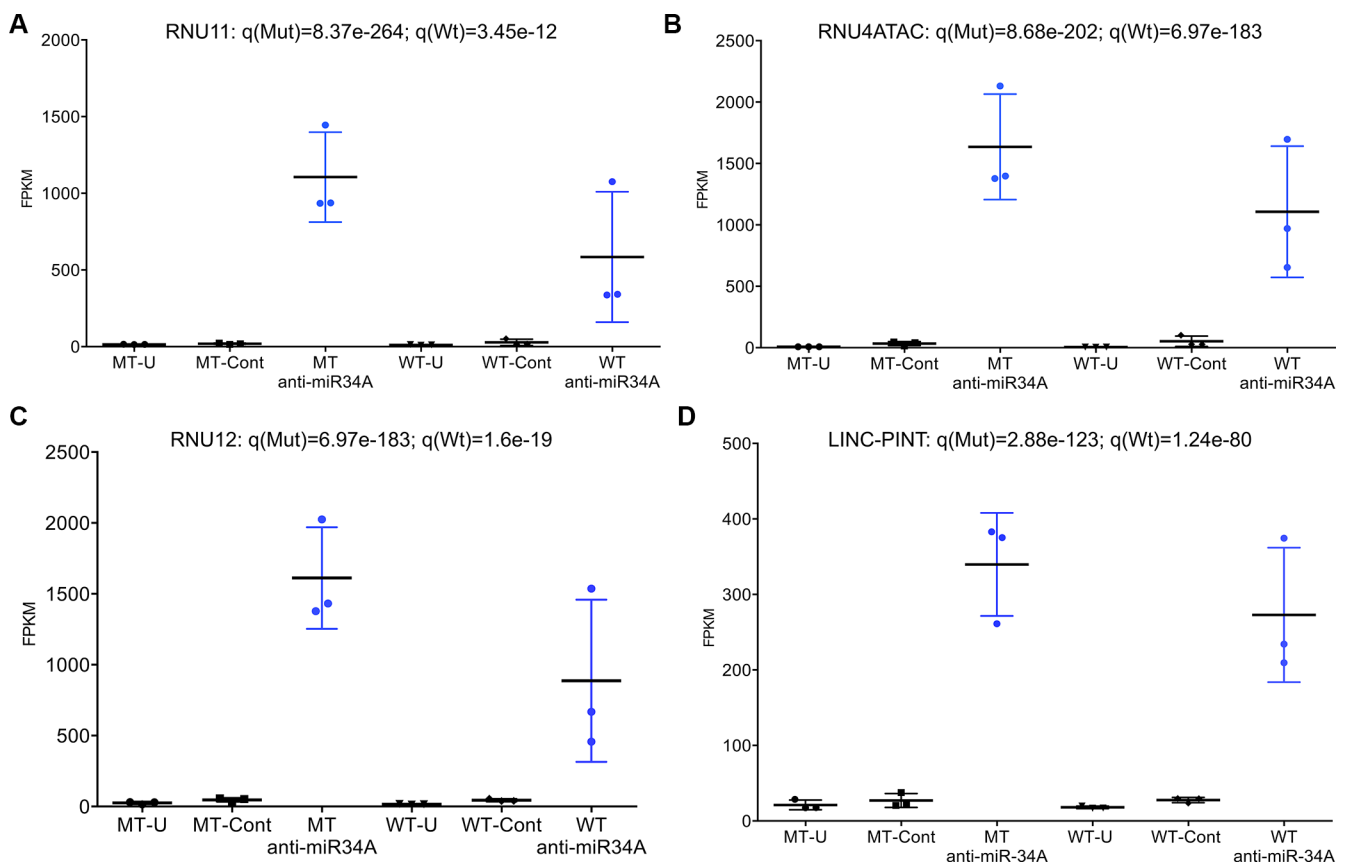 A
RNU11: q(Mut)=8.37e-264; q(Wt)=3.45e-12
2000
1500
1000
500
0
FPKM
MT-U
MT-Cont
MT
anti-miR34A
WT-U
WT-Cont
WT
anti-miR34A
B
RNU4ATAC: q(Mut)=8.68e-202; q(Wt)=6.97e-183
2500
2000
1500
1000
500
0
FPKM
MT-U
MT-Cont
MT
anti-miR34A
WT-U
WT-Cont
WT
anti-miR34A
C
RNU12: q(Mut)=6.97e-183; q(Wt)=1.6e-19
2500
2000
1500
1000
500
0
FPKM
MT-U
MT-Cont
MT
anti-miR34A
WT-U
WT-Cont
WT
anti-miR34A
D
LINC-PINT: q(Mut)=2.88e-123; q(Wt)=1.24e-80
500
400
300
200
100
0
FPKM
MT-U
MT-Cont
MT
anti-miR-34A
WT-U
WT-Cont
WT
anti-miR-34A